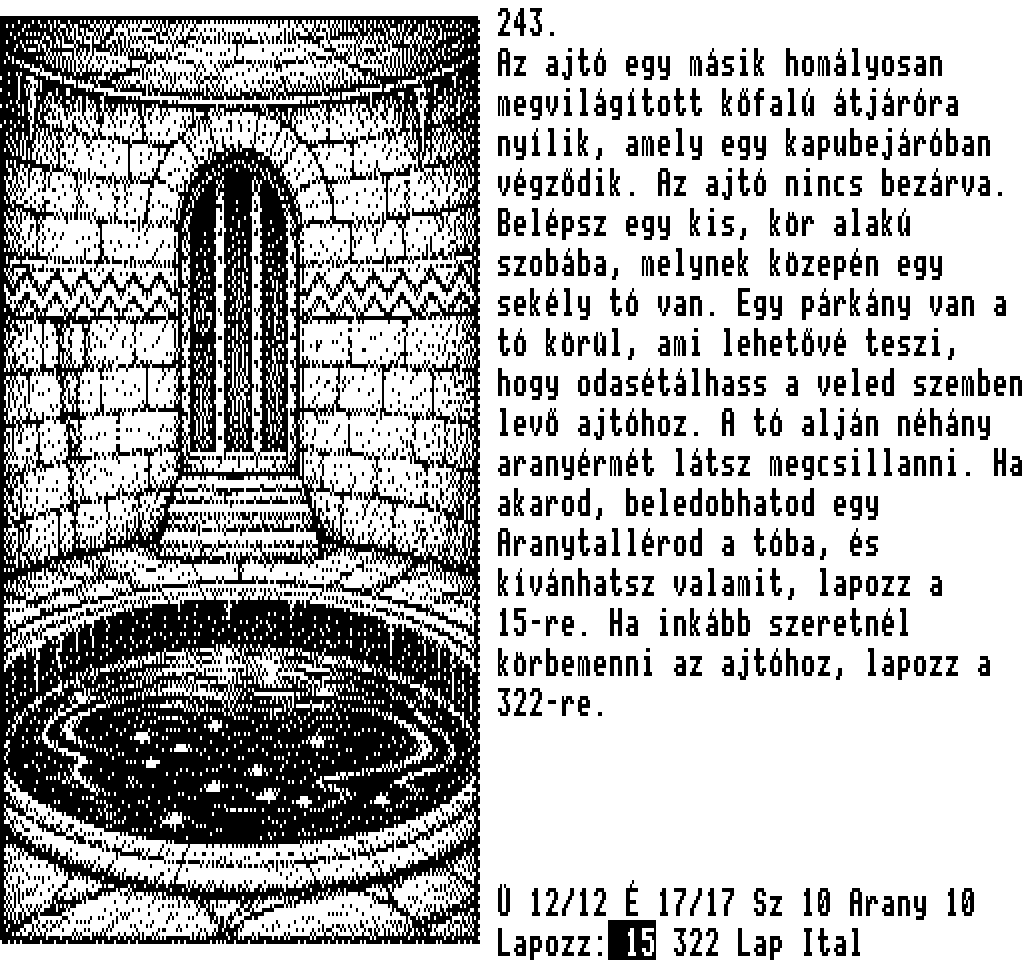 243.
Az ajtó egy másik homályosan
megvilágított kőfalú átjáróra
nyílik, amely egy kapubejáróban
végződik. Az ajtó nincs bezárva.
Belépsz egy kis, kör alakú
szobába, melynek közepén egy
sekély tó van. Egy párkány van a
tó körül, ami lehetővé teszi,
hogy odasétálhass a veled szemben
levő ajtóhoz. A tó alján néhány
aranyérmét látsz megcsillanni. Ha
akarod, beledobhatod egy
Aranytallérod a tóba, és
kívánhatsz valamit, lapozz a
15-re. Ha inkább szeretnél
körbemenni az ajtóhoz, lapozz a
322-re.
Ü 12/12 É 17/17 Sz 10 Arany 10
Lapozz: 15 322 Lap Ital